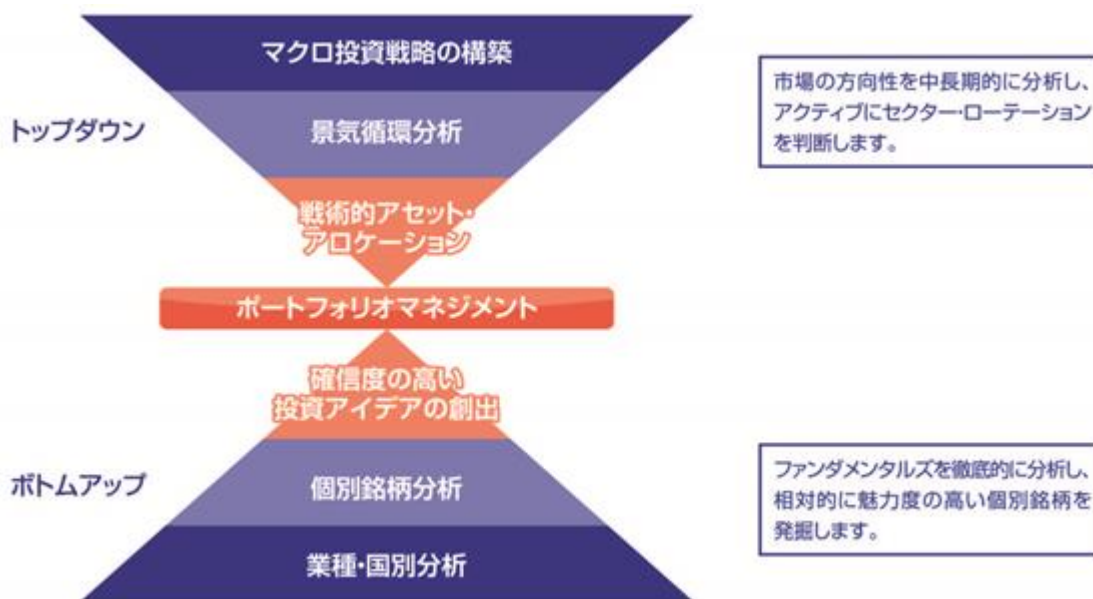 マクロ投資戦略の構築
トップダウン
景気循環分析
戦術的アセット・
アロケーション
市場の方向性を中長期的に分析し、
アクティブにセクター・ローテーション
を判断します。
ポートフォリオマネジメント
確信度の高い
投資アイデアの創出
ボトムアップ
個別銘柄分析
業種・国別分析
ファンダメンタルズを徹底的に分析し、
相対的に魅力度の高い個別銘柄を
発掘します。